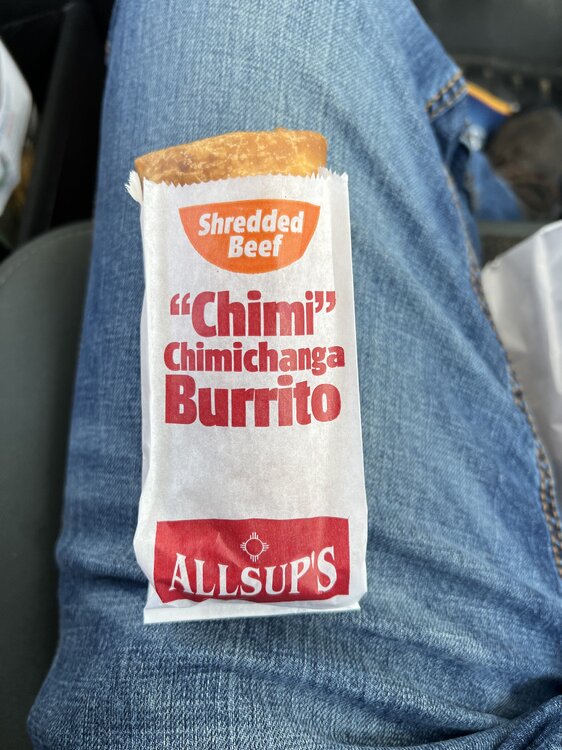 Shredded
Beef
“Chimi”
Chimichanga
Burrito
ALLSUP'S